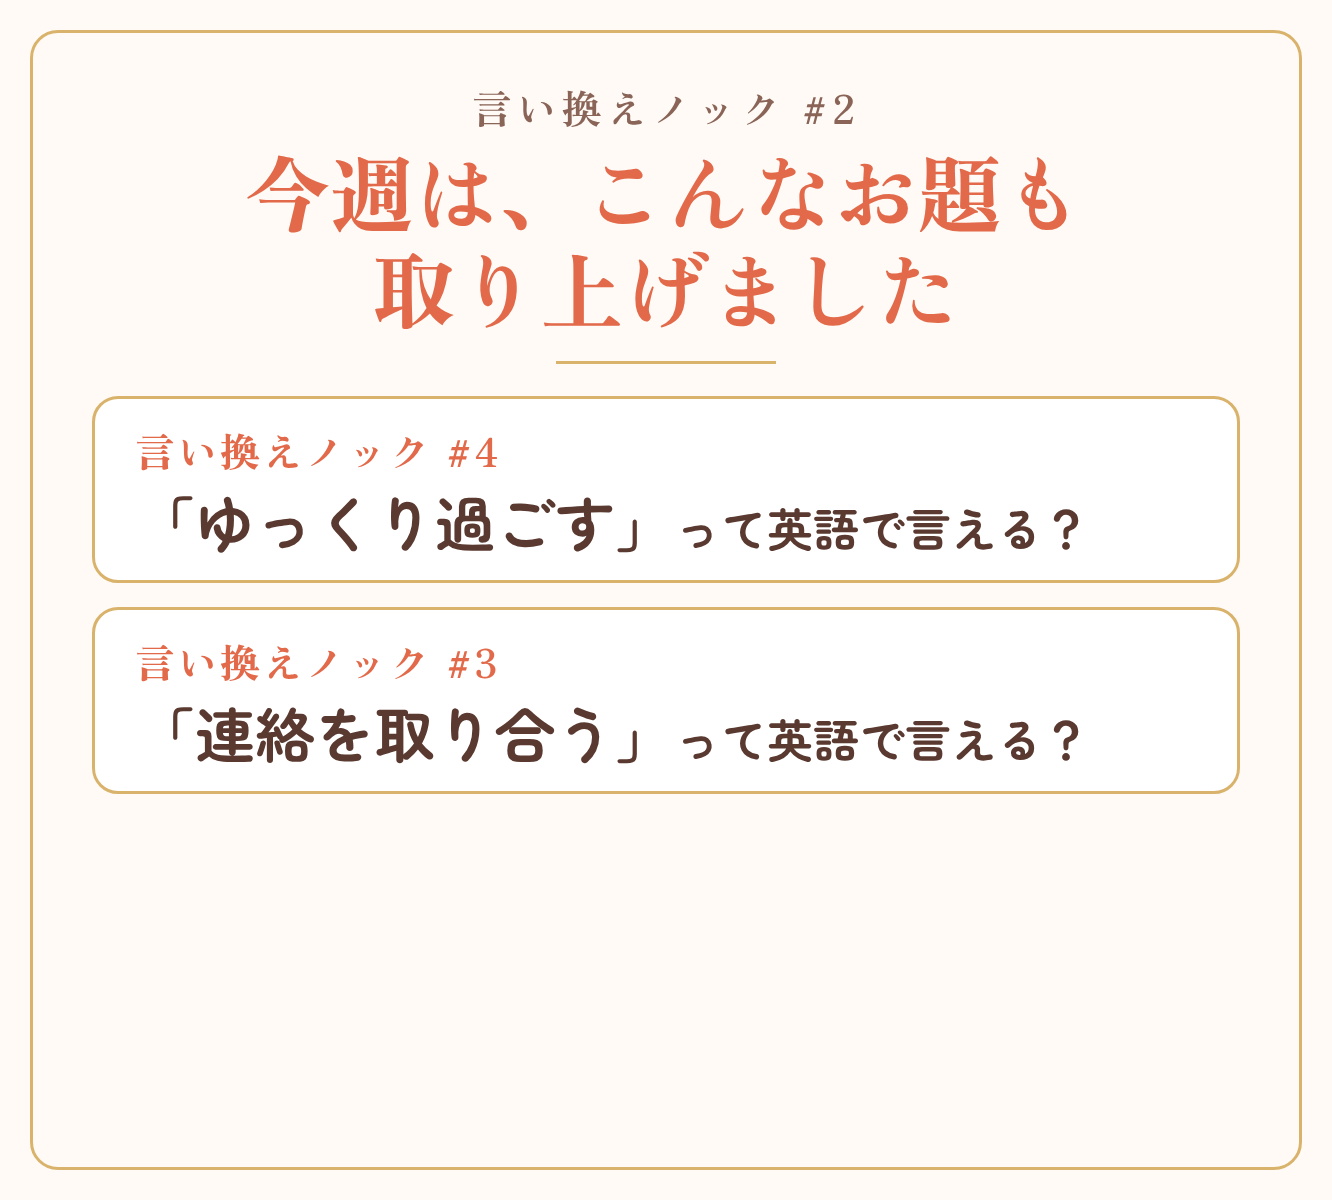 言い換えノック #2
今週は、こんなお題も
取り上げました
言い換えノック #4
「ゆっくり過ごす」って英語で言える？
言い換えノック #3
「連絡を取り合う」って英語で言える？